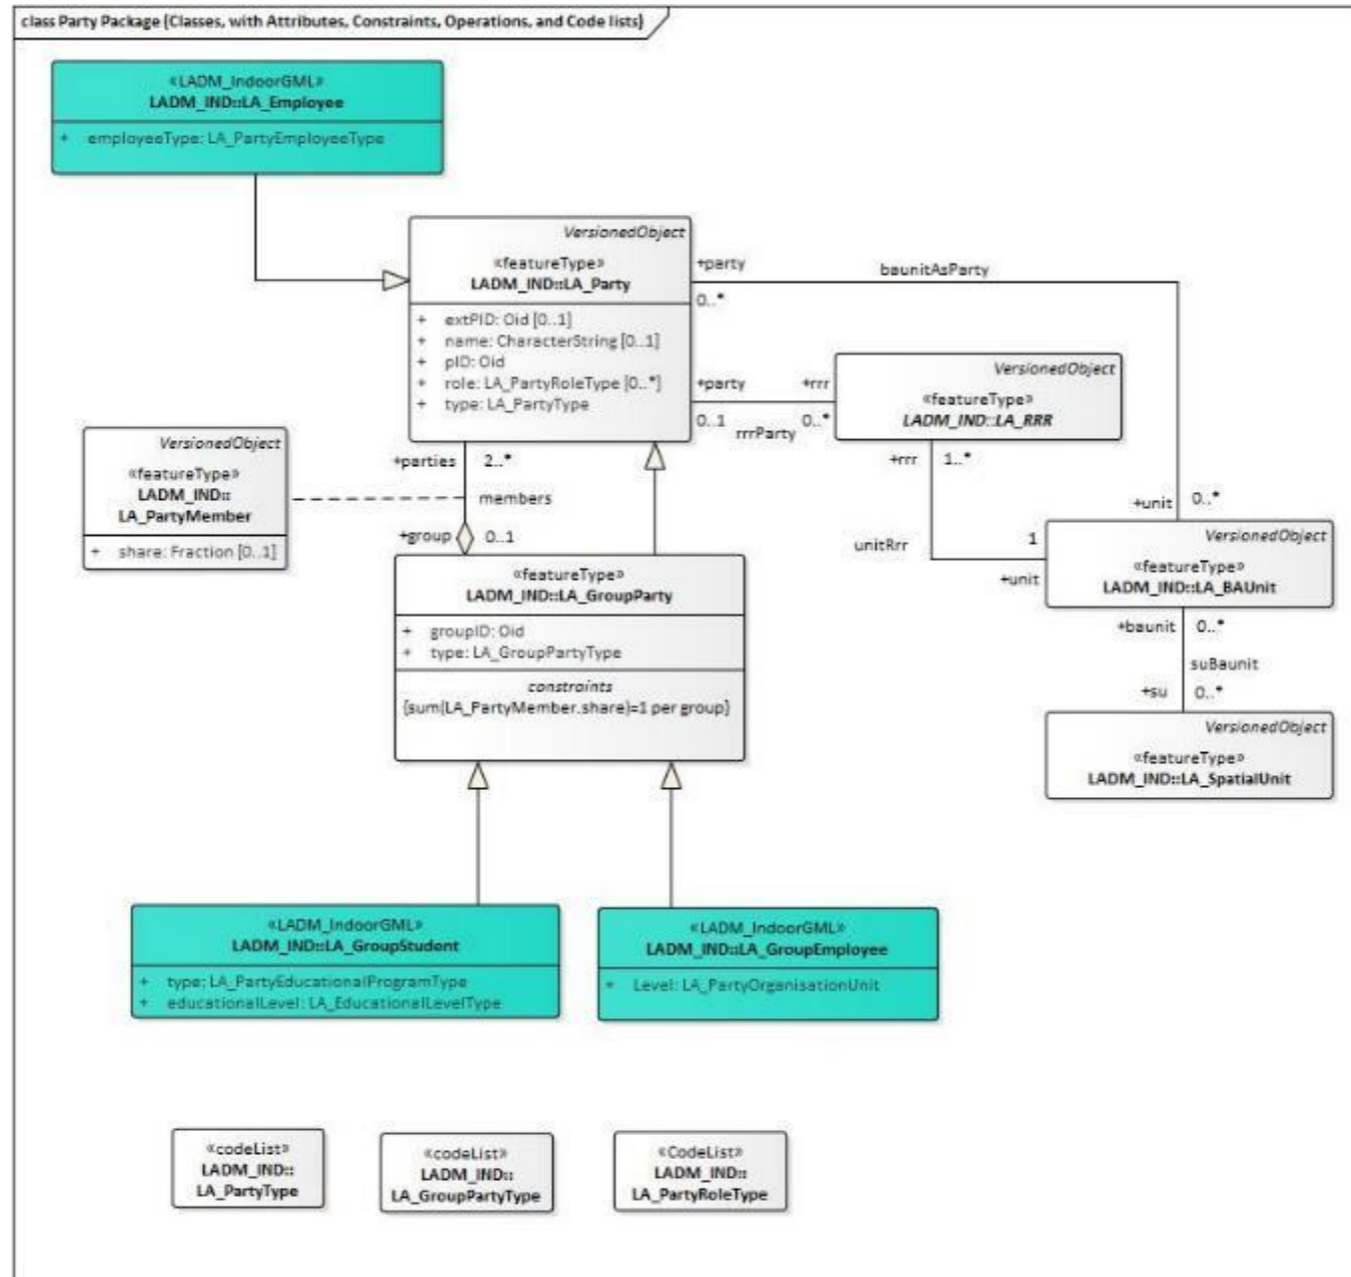 class Party Package {Classes, with Attributes, Constraints, Operations, and Code lists}
«LADM_IndoorGML»
LADM_IND::LA_Employee
+ employeeType: LA_PartyEmployeeType
VersionedObject
«featureType»
LADM_IND::LA_Party
+ extPID: Oid [0..1]
+ name: CharacterString [0..1]
+ pID: Oid
+ role: LA_PartyRoleType [0..*]
+ type: LA_PartyType
+party
baunitAsParty
0..*
+party
+rrr
0..1
0..*
rrrParty
VersionedObject
«featureType»
LADM_IND::LA_RRR
VersionedObject
«featureType»
LADM_IND::
LA_PartyMember
+ share: Fraction [0..1]
+parties
2..*
members
+group
0..1
+rrr
1..*
+unit
0..*
unitRrr
1
+unit
VersionedObject
«featureType»
LADM_IND::LA_BAUnit
«featureType»
LADM_IND::LA_GroupParty
+ groupID: Oid
+ type: LA_GroupPartyType
constraints
{sum(LA_PartyMember.share)=1 per group}
+baunit
0..*
suBaunit
+su
0..*
VersionedObject
«featureType»
LADM_IND::LA_SpatialUnit
«LADM_IndoorGML»
LADM_IND::LA_GroupStudent
+ type: LA_PartyEducationalProgramType
+ educationalLevel: LA_EducationalLevelType
«LADM_IndoorGML»
LADM_IND::LA_GroupEmployee
+ Level: LA_PartyOrganisationUnit
«codeList»
LADM_IND::
LA_PartyType
«codeList»
LADM_IND::
LA_GroupPartyType
«CodeList»
LADM_IND::
LA_PartyRoleType